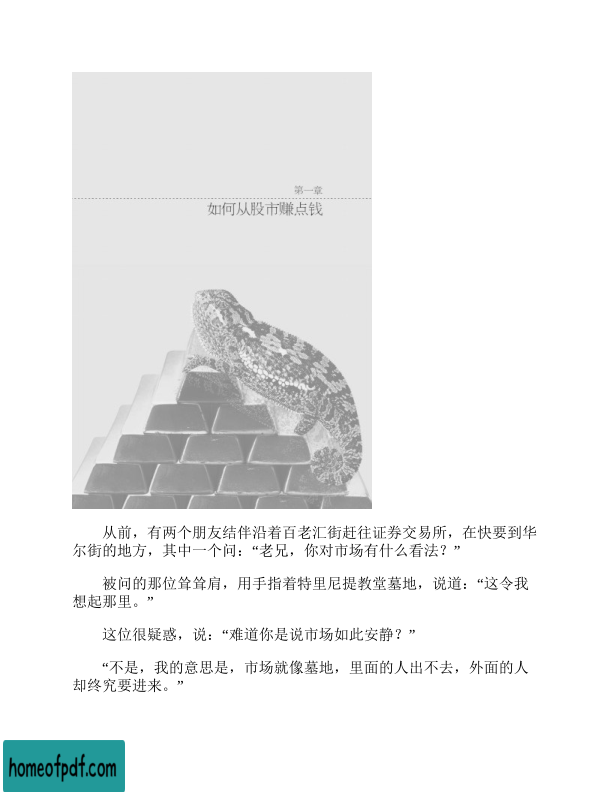 第一章
如何从股市赚点钱
从前，有两个朋友结伴沿着百老汇街赶往证券交易所，在快要到华
尔街的地方，其中一个问：“老兄，你对市场有什么看法？”
被问的那位耸耸肩，用手指着特里尼提教堂墓地，说道：“这令我
想起那里。”
这位很疑惑，说：“难道你是说市场如此安静？”
“不是，我的意思是，市场就像墓地，里面的人出不去，外面的人
却终究要进来。”
homeofpdf.com